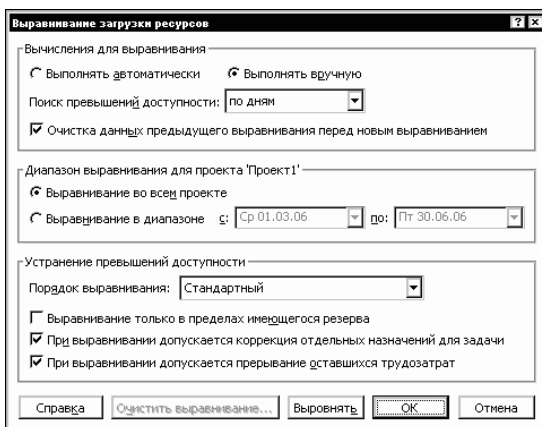 Выравнивание загрузки ресурсов
Вычисления для выравнивания
Выполнять автоматически Выполнять вручную
Поиск превышений доступности: по дням
Очистка данных предыдущего выравнивания перед новым выравниванием
Диапазон выравнивания для проекта 'Проект1'
Выравнивание во всем проекте
Выравнивание в диапазоне с: Ср 01.03.06 по: Пт 30.06.06
Устранение превышений доступности
Порядок выравнивания: Стандартный
Выравнивание только в пределах имеющегося резерва
При выравнивании допускается коррекция отдельных назначений для задачи
При выравнивании допускается прерывание оставшихся трудозатрат
Справка Очистить выравнивание... Выровнять ОК Отмена